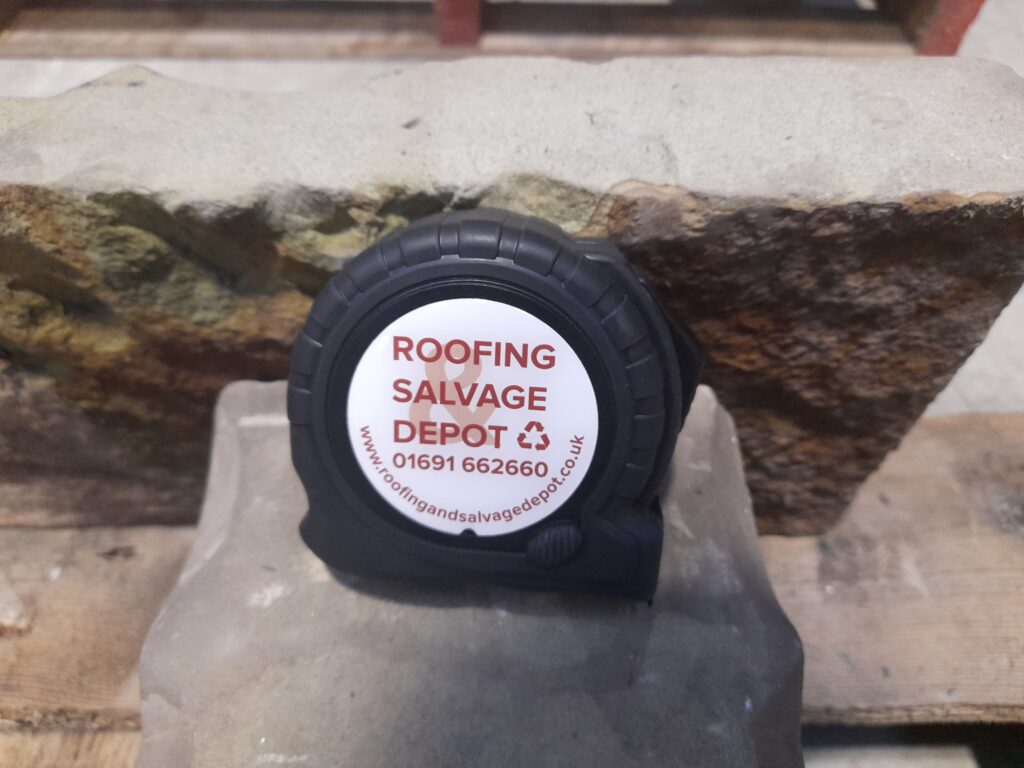 ROOFING
&
SALVAGE
DEPOT
01691 662660
www.roofingandsalvagedepot.co.uk